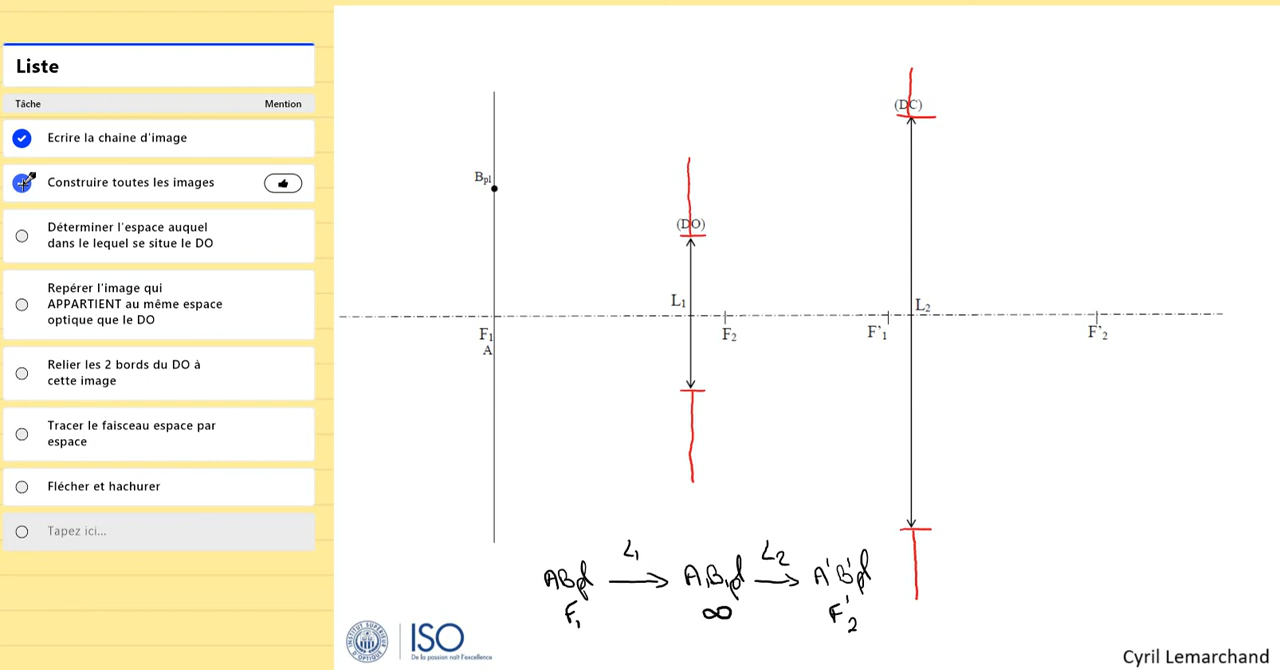 Liste
Tâche Mention
Ecrire la chaine d'image
Construire toutes les images
Déterminer l'espace auquel
dans le lequel se situe le DO
Repérer l'image qui
APPARTIENT au même espace
optique que le DO
Relier les 2 bords du DO à
cette image
Tracer le faisceau espace par
espace
Flécher et hachurer
Tapez ici...
(DC)
Bpl
(DO)
L1
L2
F1
A
F2
F'1
F'2
L1 L2
ABpl → A1B1pl → A'B'pl
F1 ∞ F'2
INSTITUT SUPÉRIEUR D'OPTIQUE
ISO
De la passion naît l'excellence
Cyril Lemarchand